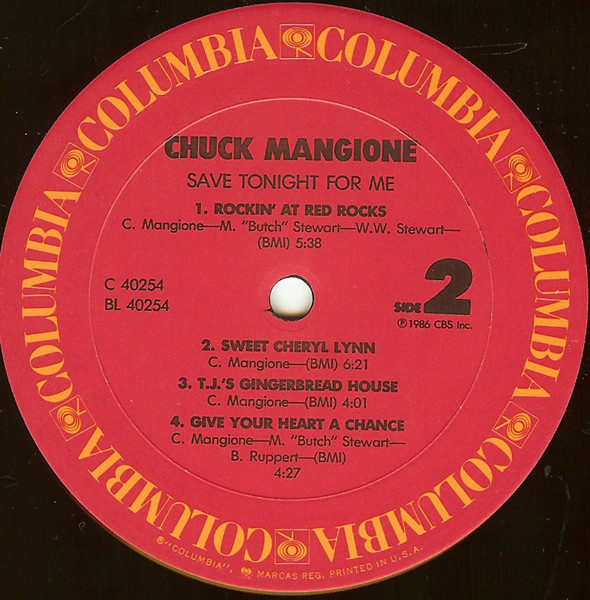 COLUMBIA COLUMBIA COLUMBIA COLUMBIA COLUMBIA COLUMBIA COLUMBIA
CHUCK MANGIONE
SAVE TONIGHT FOR ME
1. ROCKIN' AT RED ROCKS
C. Mangione—M. "Butch" Stewart—W.W. Stewart—
(BMI) 5:38
C 40254
BL 40254
SIDE 2
℗1986 CBS Inc.
2. SWEET CHERYL LYNN
C. Mangione—(BMI) 6:21
3. T.J.'S GINGERBREAD HOUSE
C. Mangione—(BMI) 4:01
4. GIVE YOUR HEART A CHANCE
C. Mangione—M. "Butch" Stewart—
B. Ruppert—(BMI)
4:27
®"COLUMBIA", MARCAS REG. PRINTED IN U.S.A.